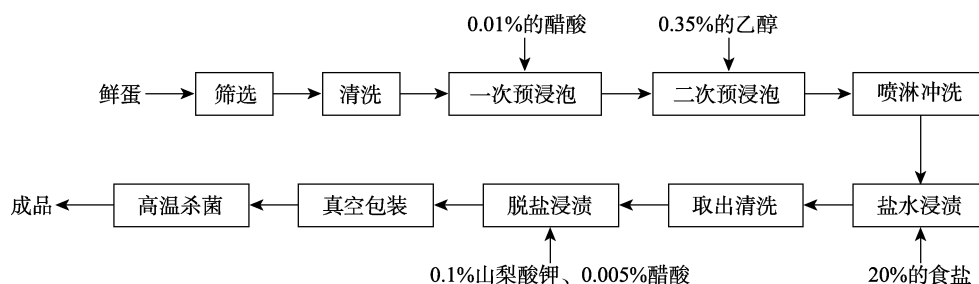 0.01%的醋酸 0.35%的乙醇
鲜蛋 筛选 清洗 一次预浸泡 二次预浸泡 喷淋冲洗
成品 高温杀菌 真空包装 脱盐浸渍 取出清洗 盐水浸渍
0.1%山梨酸钾、0.005%醋酸 20%的食盐